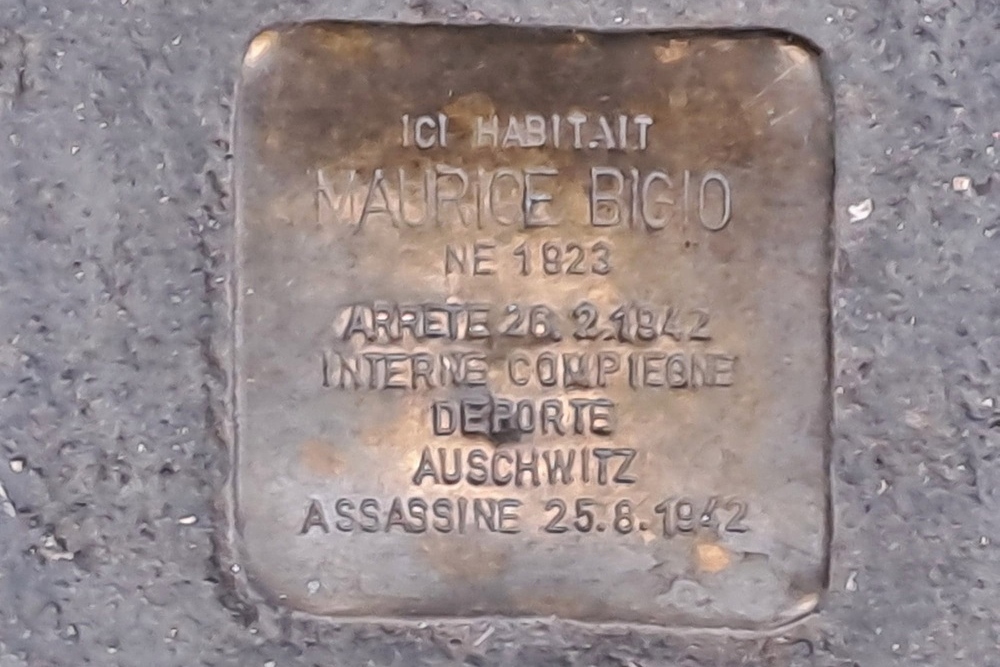 ICI HABITAIT
MAURICE BIGIO
NE 1923
ARRETE 26.2.1942
INTERNE COMPIEGNE
DEPORTE
AUSCHWITZ
ASSASSINE 25.8.1942